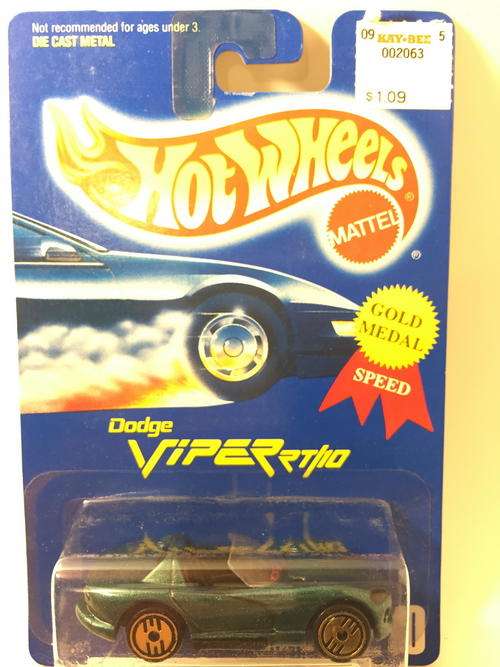 Not recommended for ages under 3.
DIE CAST METAL
09 KAY·BEE 5
002063
$1.09
HOT WHEELS ®
MATTEL ®
GOLD
MEDAL
SPEED
Dodge
VIPER RT/10